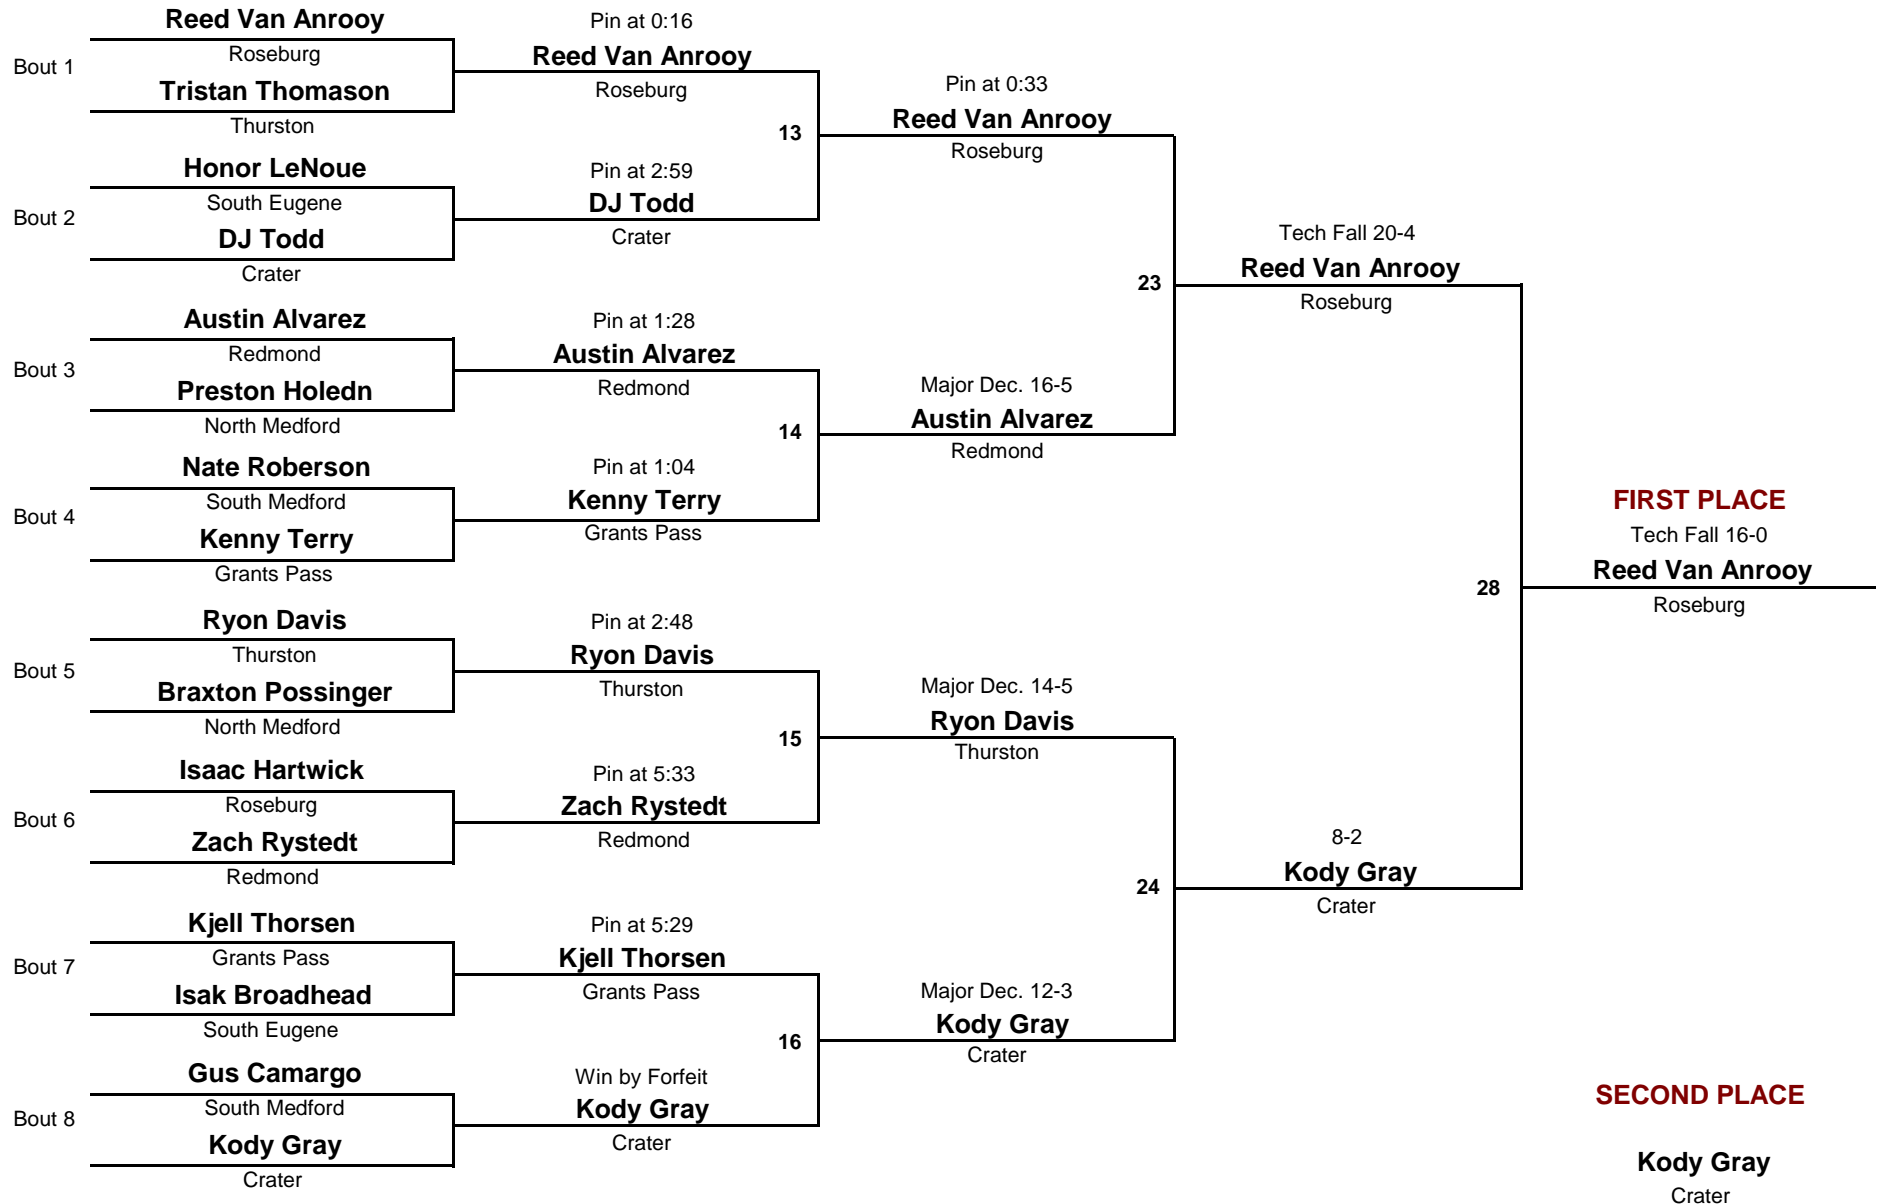 Reed Van Anrooy
Bout 1
Roseburg
Tristan Thomason
Thurston
Honor LeNoue
Bout 2
South Eugene
DJ Todd
Crater
Austin Alvarez
Bout 3
Redmond
Preston Holedn
North Medford
Nate Roberson
Bout 4
South Medford
Kenny Terry
Grants Pass
Ryon Davis
Bout 5
Thurston
Braxton Possinger
North Medford
Isaac Hartwick
Bout 6
Roseburg
Zach Rystedt
Redmond
Kjell Thorsen
Bout 7
Grants Pass
Isak Broadhead
South Eugene
Gus Camargo
Bout 8
South Medford
Kody Gray
Crater
Pin at 0:16
Reed Van Anrooy
Roseburg
13
Pin at 2:59
DJ Todd
Crater
Pin at 1:28
Austin Alvarez
Redmond
14
Pin at 1:04
Kenny Terry
Grants Pass
Pin at 2:48
Ryon Davis
Thurston
15
Pin at 5:33
Zach Rystedt
Redmond
Pin at 5:29
Kjell Thorsen
Grants Pass
16
Win by Forfeit
Kody Gray
Crater
Pin at 0:33
Reed Van Anrooy
Roseburg
23
Major Dec. 16-5
Austin Alvarez
Redmond
Major Dec. 14-5
Ryon Davis
Thurston
24
Major Dec. 12-3
Kody Gray
Crater
Tech Fall 20-4
Reed Van Anrooy
Roseburg
28
8-2
Kody Gray
Crater
FIRST PLACE
Tech Fall 16-0
Reed Van Anrooy
Roseburg
SECOND PLACE
Kody Gray
Crater